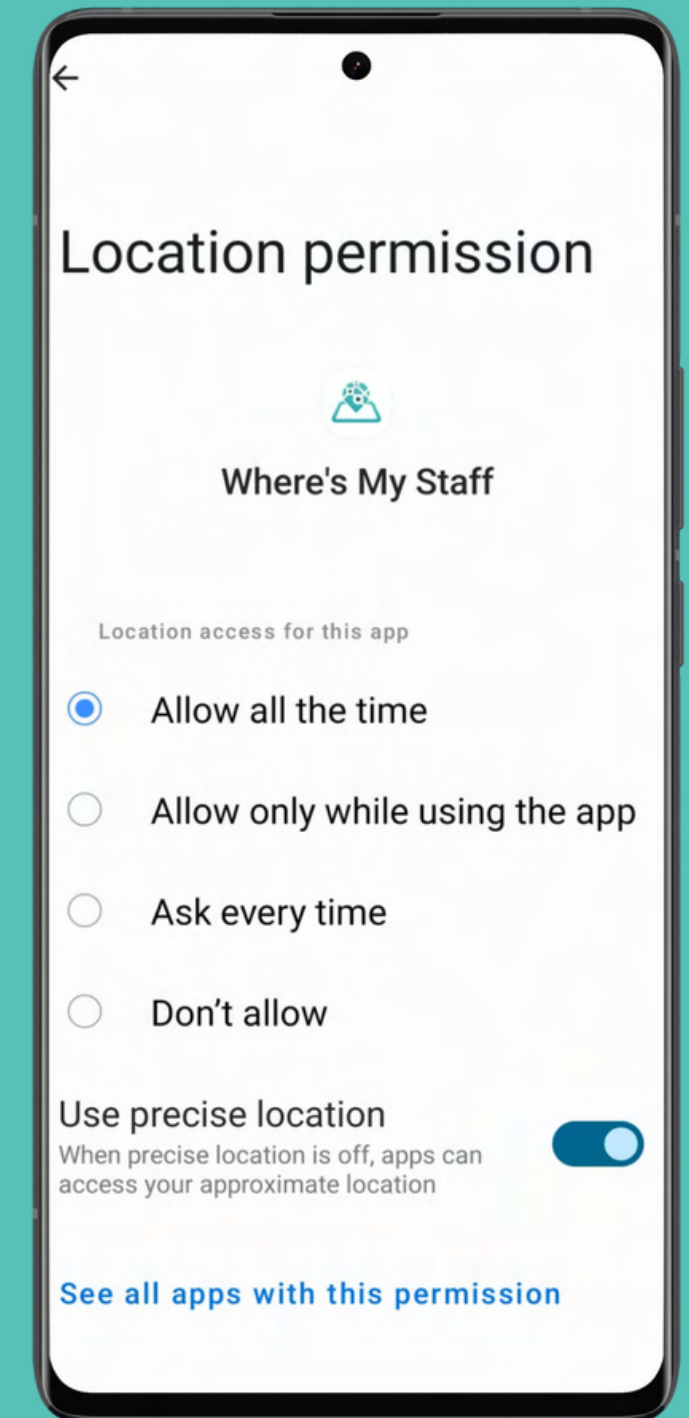 Location permission
Where's My Staff
Location access for this app
Allow all the time
Allow only while using the app
Ask every time
Don’t allow
Use precise location
When precise location is off, apps can
access your approximate location
See all apps with this permission